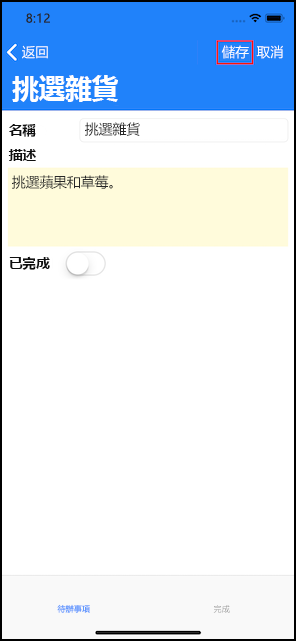 8:12
返回 儲存 取消
挑選雜貨
名稱 挑選雜貨
描述
挑選蘋果和草莓。
已完成
待辦事項 完成